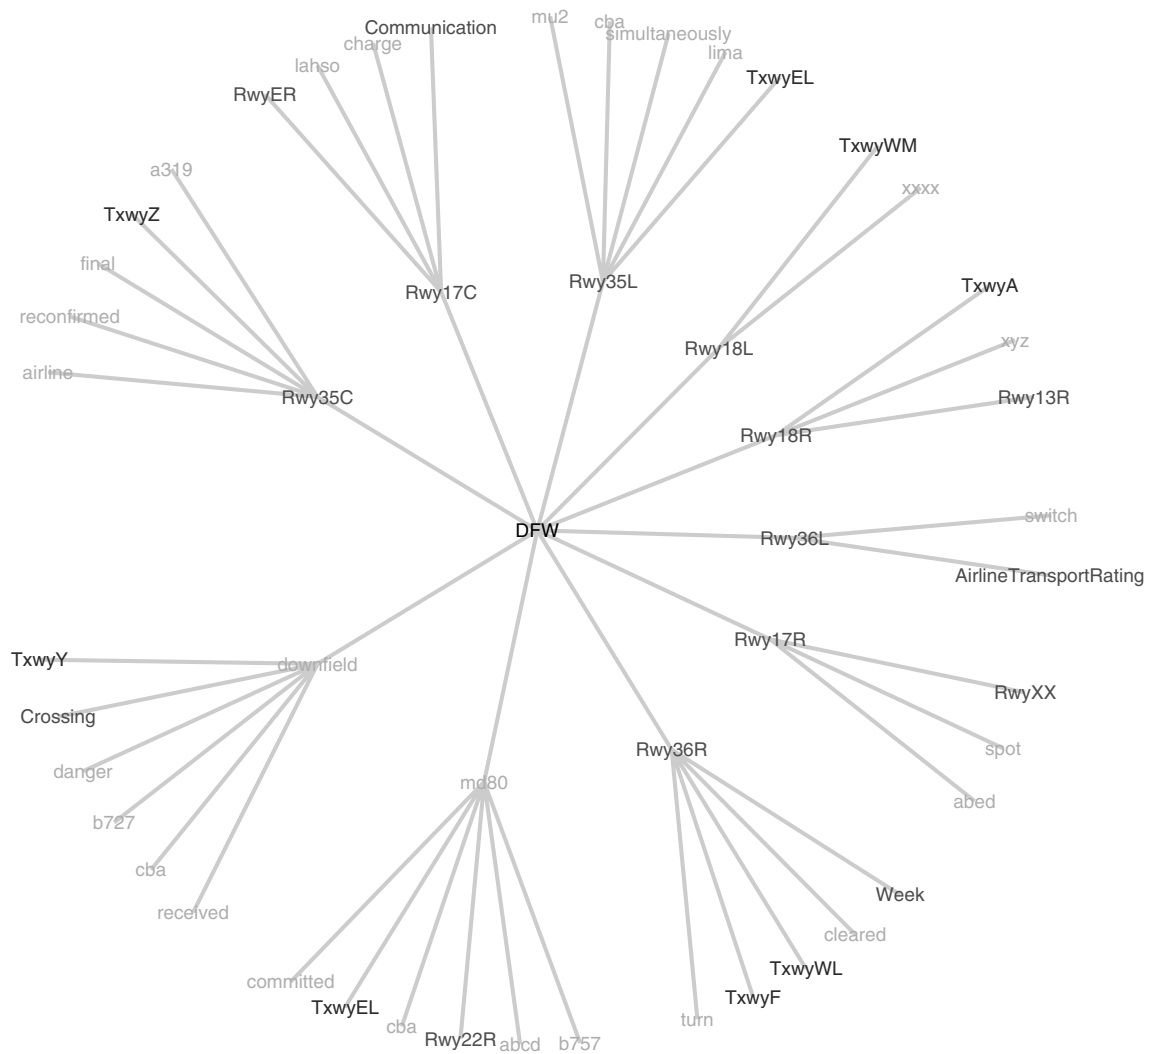 mu2
cba
simultaneously
Communication
charge
lima
lahso
TxwyEL
RwyER
TxwyWM
a319
xxxx
TxwyZ
final
Rwy35L
TxwyA
Rwy17C
reconfirmed
Rwy18L
xyz
airline
Rwy35C
Rwy13R
Rwy18R
switch
DFW
Rwy36L
AirlineTransportRating
Rwy17R
TxwyY
downfield
RwyXX
Crossing
Rwy36R
spot
danger
md80
abed
b727
cba
Week
received
cleared
TxwyWL
committed
TxwyF
TxwyEL
turn
cba
Rwy22R
abcd
b757